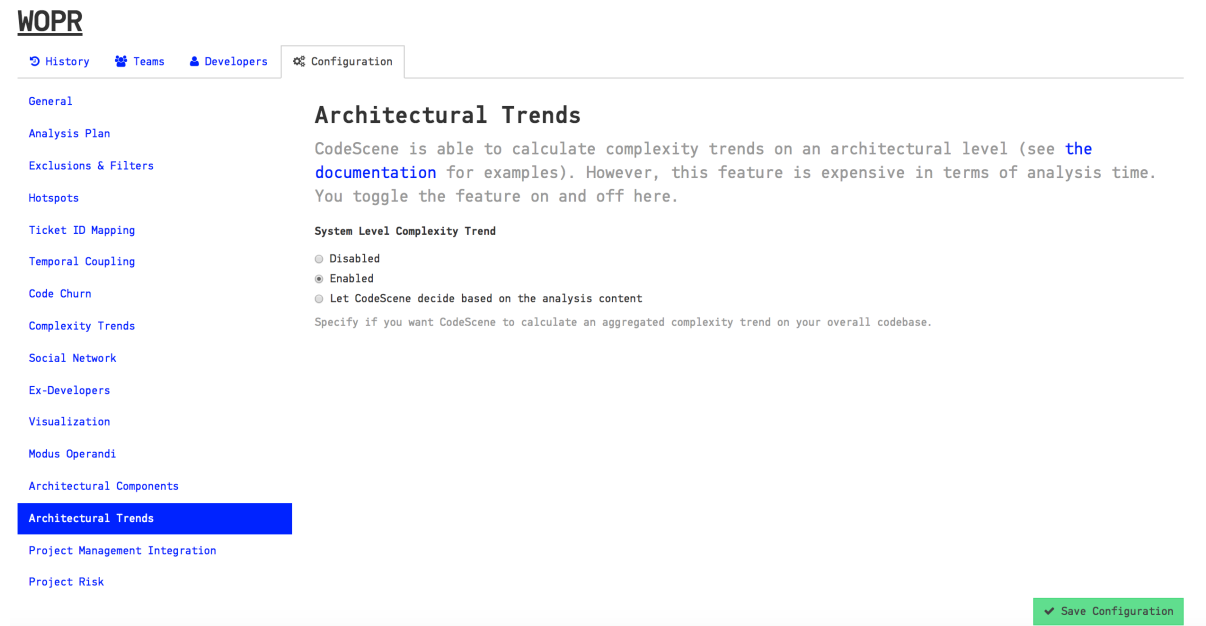 WOPR
History Teams Developers Configuration
General
Analysis Plan
Exclusions & Filters
Hotspots
Ticket ID Mapping
Temporal Coupling
Code Churn
Complexity Trends
Social Network
Ex-Developers
Visualization
Modus Operandi
Architectural Components
Architectural Trends
Project Management Integration
Project Risk
Architectural Trends
CodeScene is able to calculate complexity trends on an architectural level (see the
documentation for examples). However, this feature is expensive in terms of analysis time.
You toggle the feature on and off here.
System Level Complexity Trend
Disabled
Enabled
Let CodeScene decide based on the analysis content
Specify if you want CodeScene to calculate an aggregated complexity trend on your overall codebase.
Save Configuration